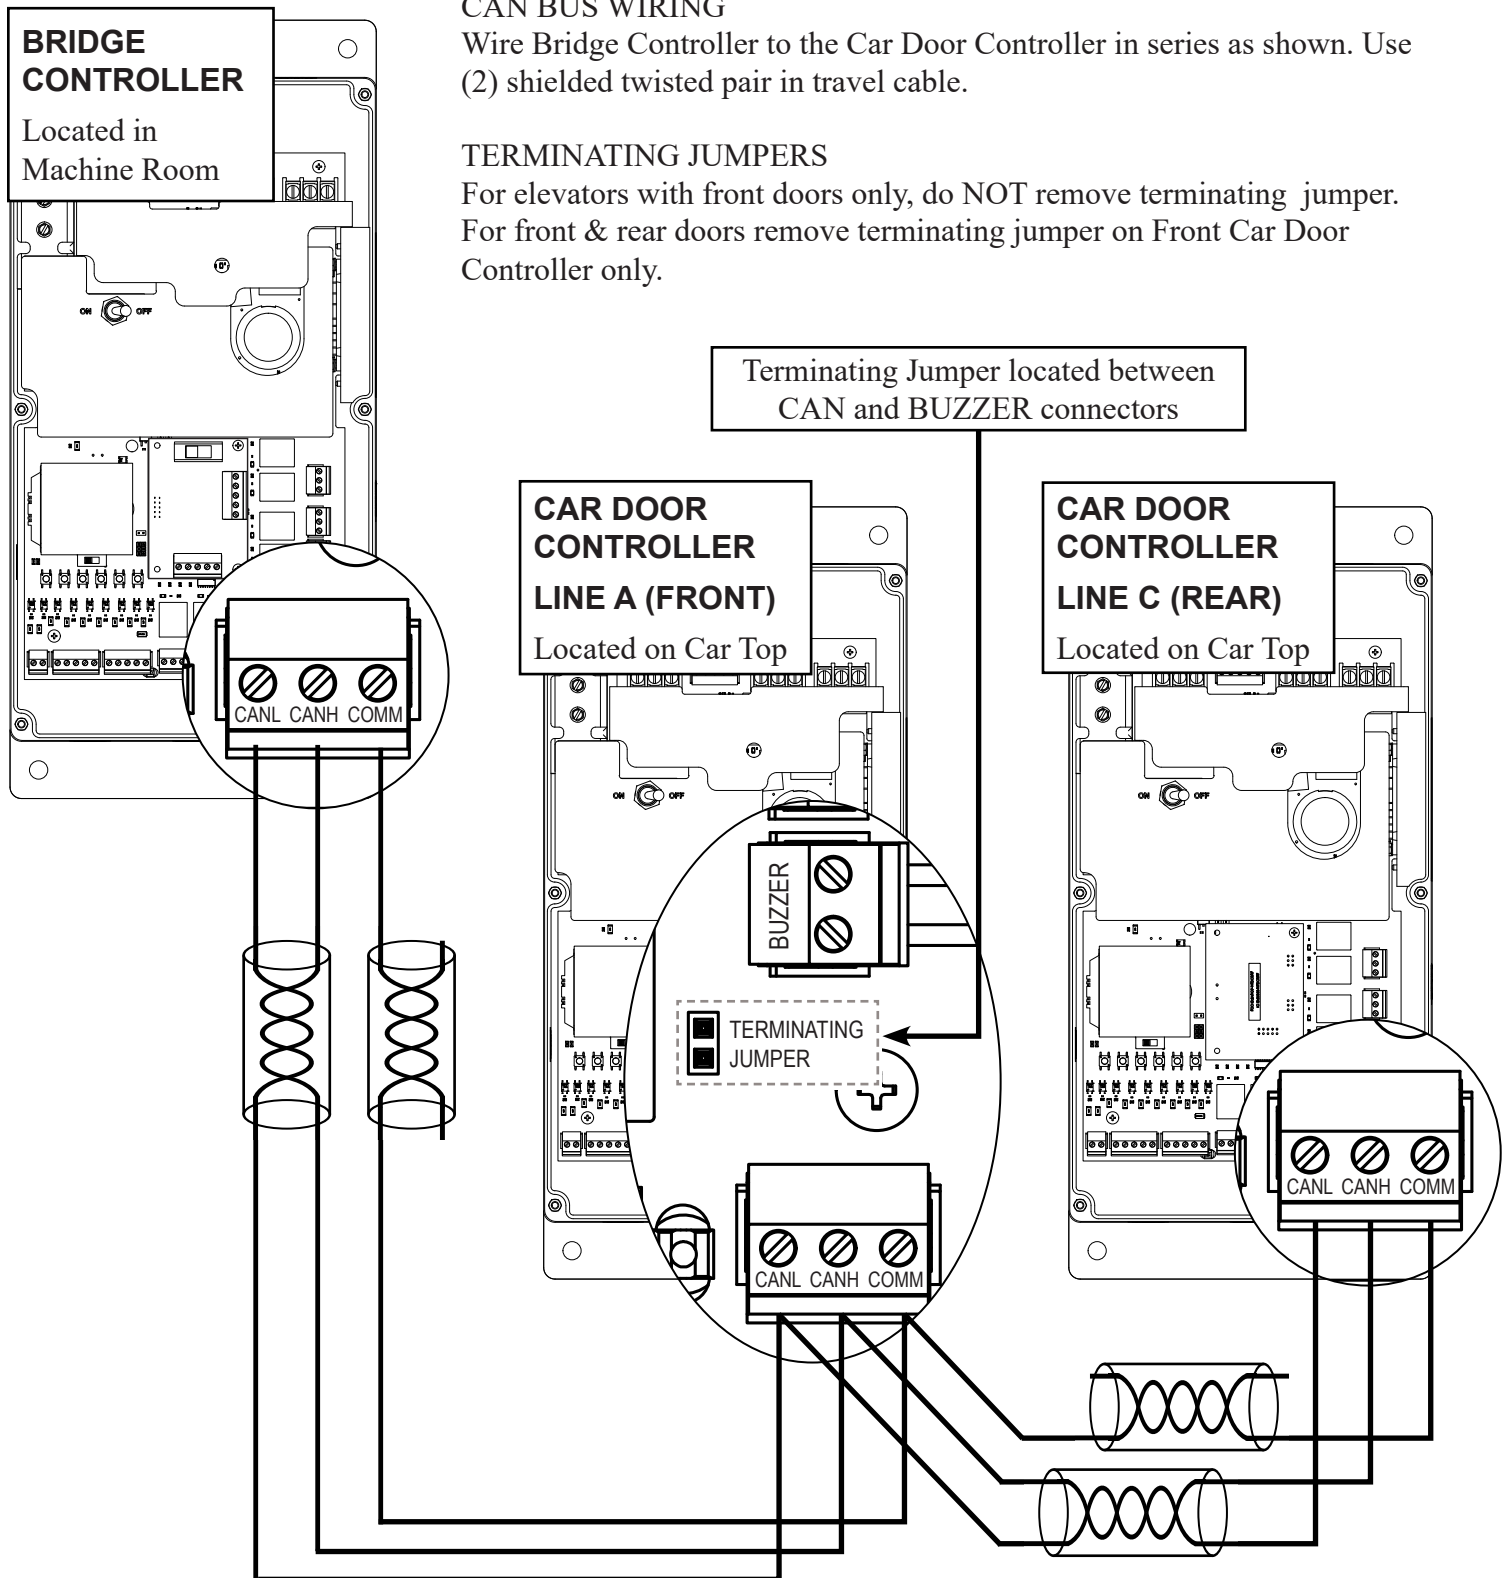 CAN BUS WIRING
Wire Bridge Controller to the Car Door Controller in series as shown. Use
(2) shielded twisted pair in travel cable.
TERMINATING JUMPERS
For elevators with front doors only, do NOT remove terminating jumper.
For front & rear doors remove terminating jumper on Front Car Door
Controller only.
BRIDGE
CONTROLLER
Located in
Machine Room
ON OFF
CANL CANH COMM
Terminating Jumper located between
CAN and BUZZER connectors
CAR DOOR
CONTROLLER
LINE A (FRONT)
Located on Car Top
ON OFF
BUZZER
TERMINATING
JUMPER
CANL CANH COMM
CAR DOOR
CONTROLLER
LINE C (REAR)
Located on Car Top
ON OFF
CANL CANH COMM